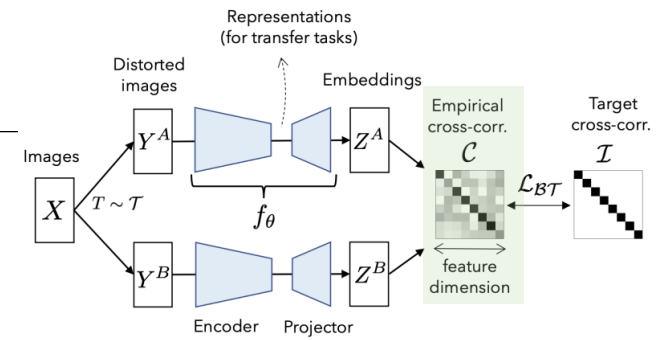 Representations
(for transfer tasks)
Distorted
images
Embeddings
Images
X
T ~ 𝒯
Y^A
Y^B
f_θ
Z^A
Z^B
Encoder
Projector
Empirical
cross-corr.
𝒞
feature
dimension
ℒ_ℬ𝒯
Target
cross-corr.
ℐ